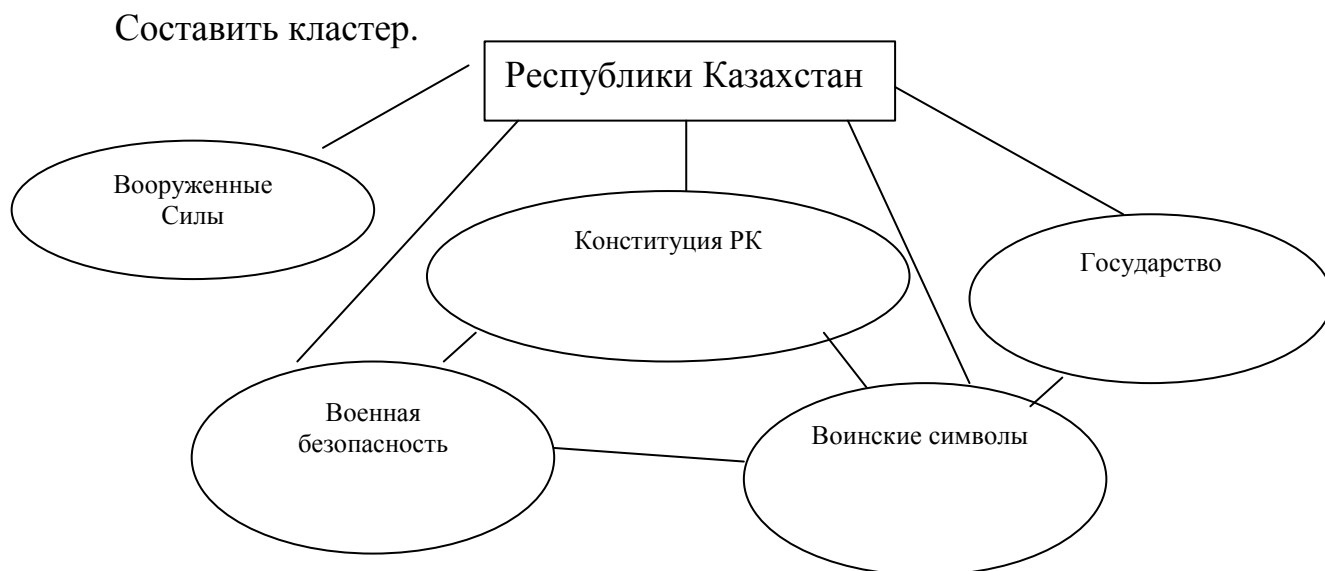 Составить кластер.
Республики Казахстан
Вооруженные
Силы
Конституция РК
Государство
Военная
безопасность
Воинские символы